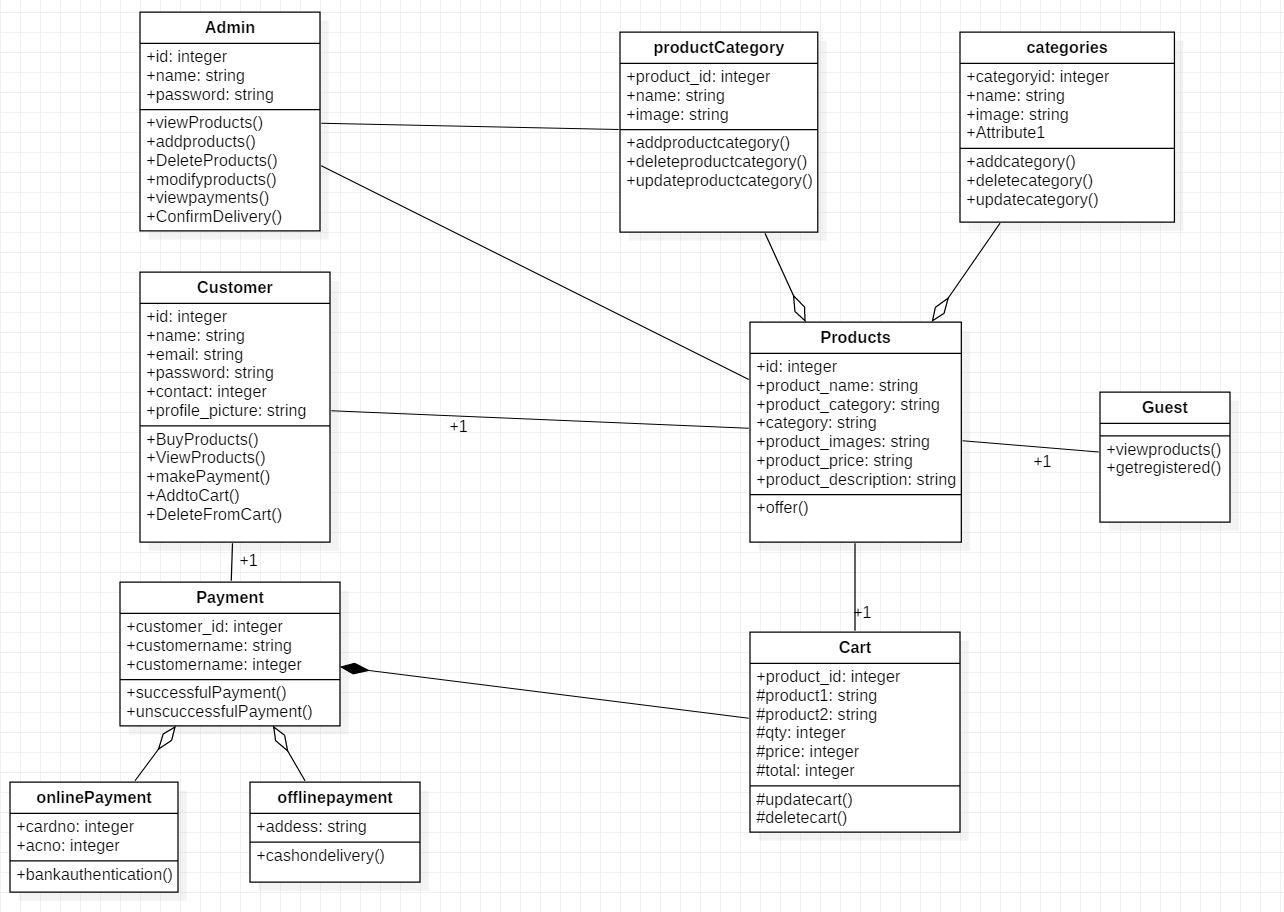 Admin
+id: integer
+name: string
+password: string
+viewProducts()
+addproducts()
+DeleteProducts()
+modifyproducts()
+viewpayments()
+ConfirmDelivery()
productCategory
+product_id: integer
+name: string
+image: string
+addproductcategory()
+deleteproductcategory()
+updateproductcategory()
categories
+categoryid: integer
+name: string
+image: string
+Attribute1
+addcategory()
+deletecategory()
+updatecategory()
Customer
+id: integer
+name: string
+email: string
+password: string
+contact: integer
+profile_picture: string
+BuyProducts()
+ViewProducts()
+makePayment()
+AddtoCart()
+DeleteFromCart()
+1
Products
+id: integer
+product_name: string
+product_category: string
+category: string
+product_images: string
+product_price: string
+product_description: string
+offer()
+1
Guest
+viewproducts()
+getregistered()
+1
Payment
+customer_id: integer
+customername: string
+customername: integer
+successfulPayment()
+unscuccessfulPayment()
+1
Cart
+product_id: integer
#product1: string
#product2: string
#qty: integer
#price: integer
#total: integer
#updatecart()
#deletecart()
onlinePayment
+cardno: integer
+acno: integer
+bankauthentication()
offlinepayment
+addess: string
+cashondelivery()